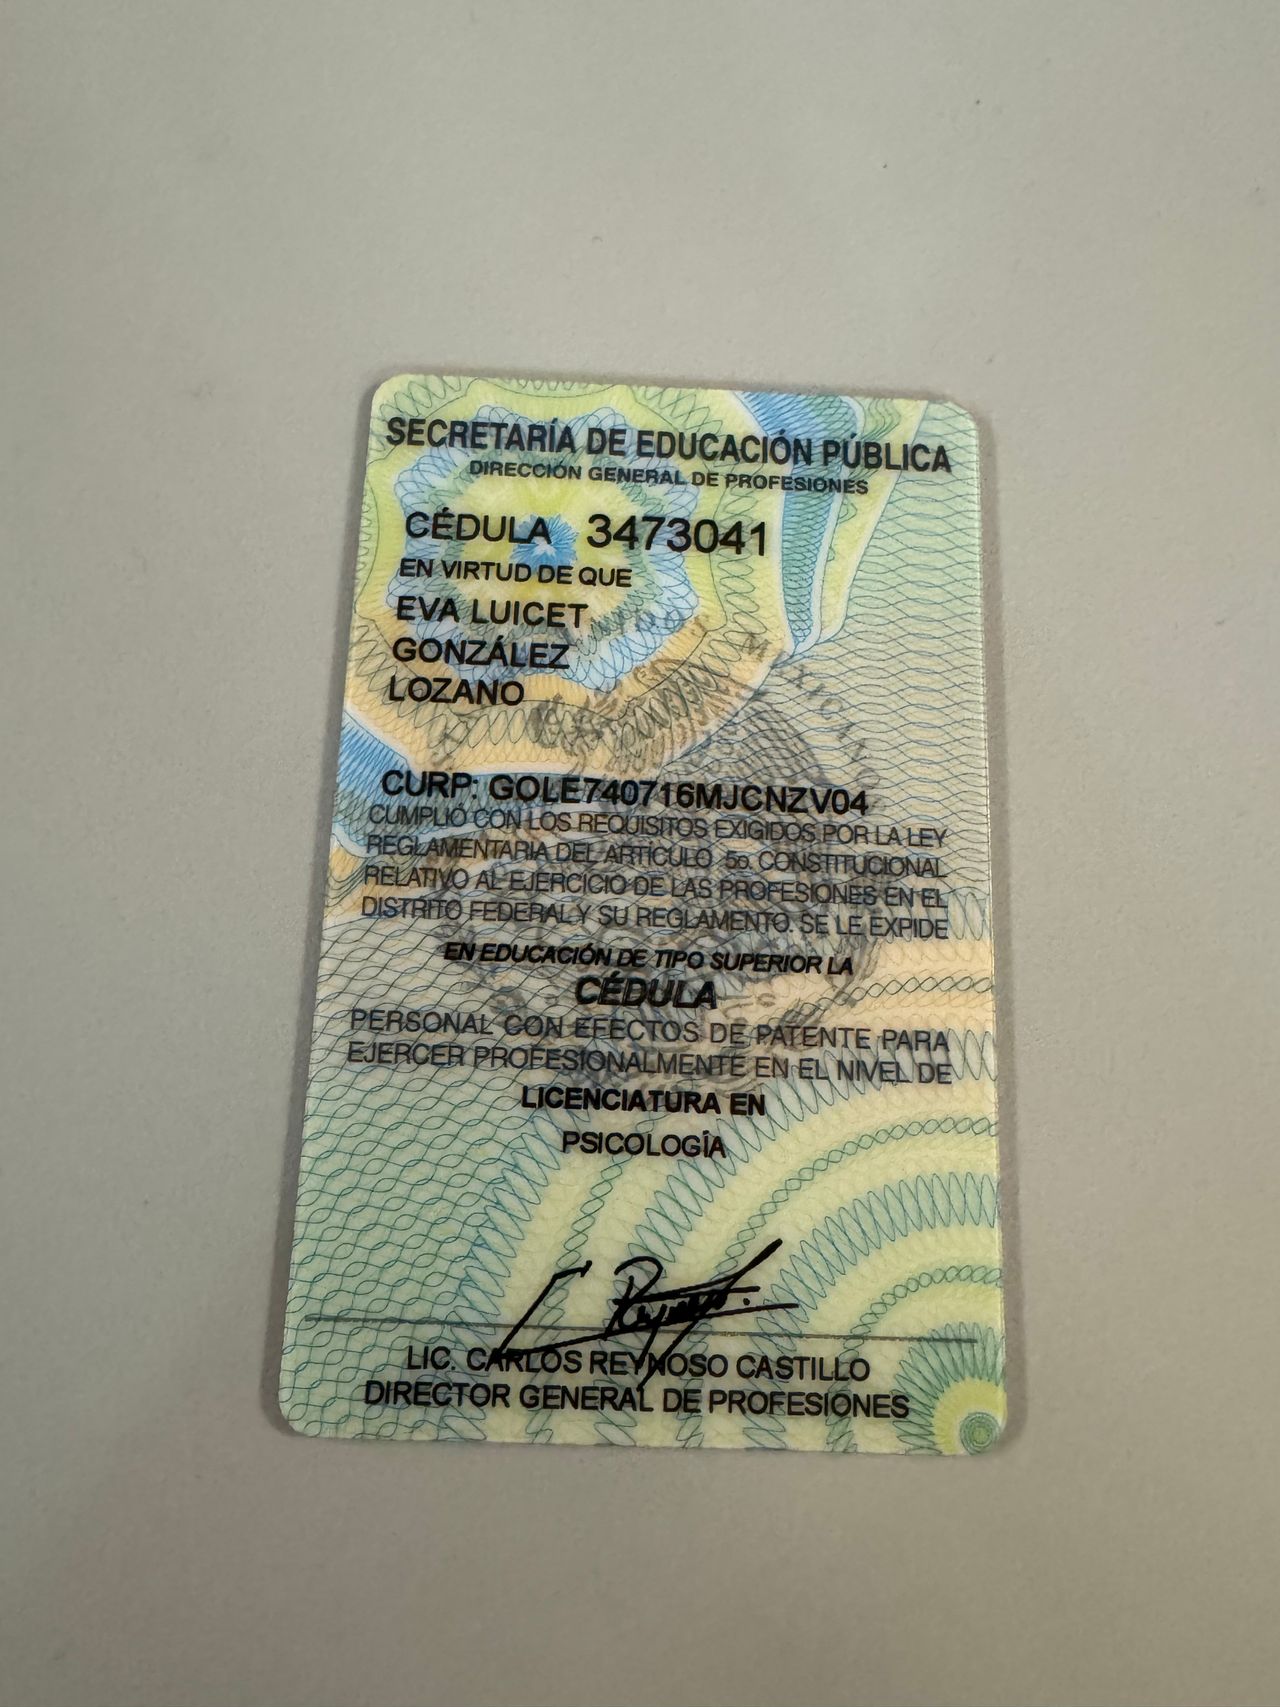 SECRETARÍA DE EDUCACIÓN PÚBLICA
DIRECCIÓN GENERAL DE PROFESIONES
CÉDULA 3473041
EN VIRTUD DE QUE
EVA LUICET
GONZÁLEZ
LOZANO
CURP: GOLE740716MJCNZV04
CUMPLIÓ CON LOS REQUISITOS EXIGIDOS POR LA LEY
REGLAMENTARIA DEL ARTÍCULO 5o. CONSTITUCIONAL
RELATIVO AL EJERCICIO DE LAS PROFESIONES EN EL
DISTRITO FEDERAL Y SU REGLAMENTO. SE LE EXPIDE
EN EDUCACIÓN DE TIPO SUPERIOR LA
CÉDULA
PERSONAL CON EFECTOS DE PATENTE PARA
EJERCER PROFESIONALMENTE EN EL NIVEL DE
LICENCIATURA EN
PSICOLOGÍA
LIC. CARLOS REYNOSO CASTILLO
DIRECTOR GENERAL DE PROFESIONES